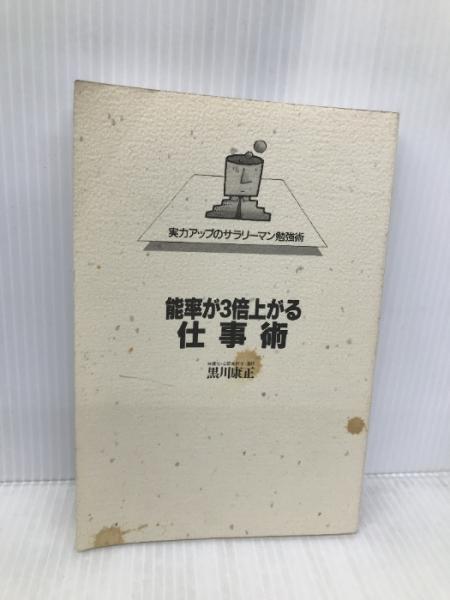 実力アップのサラリーマン勉強術
能率が3倍上がる
仕事術
黒川康正